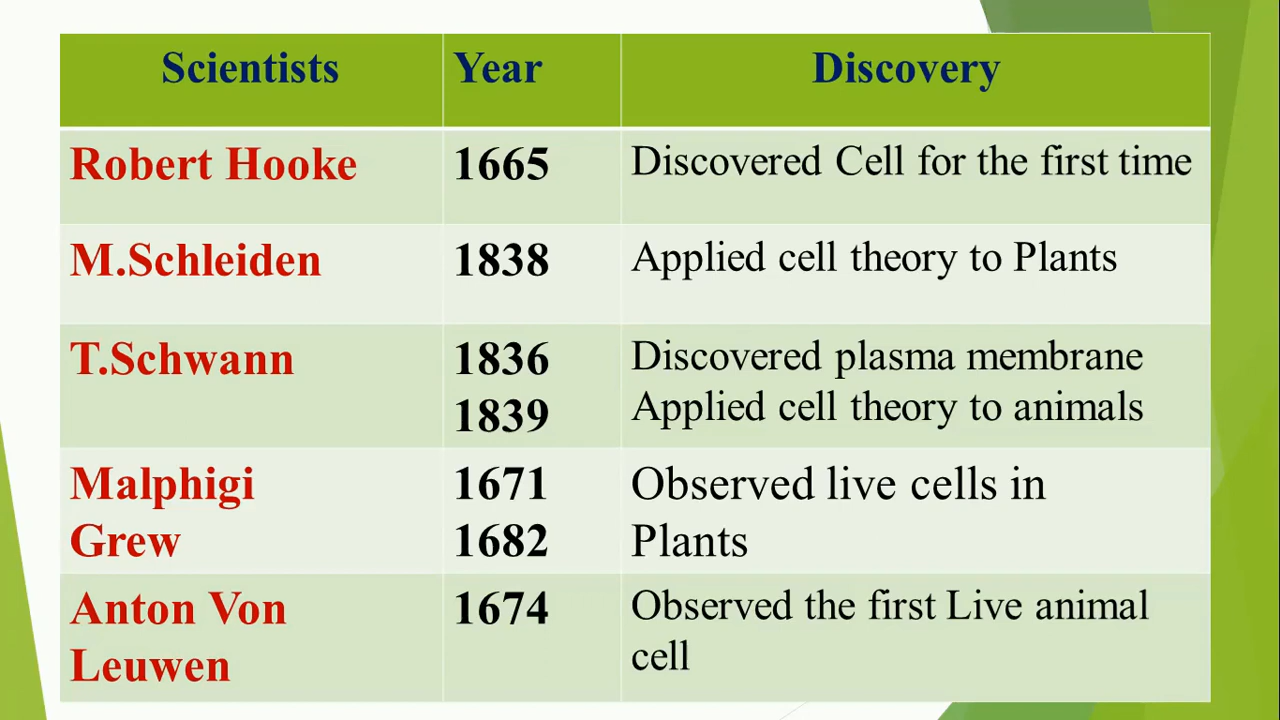 Scientists Year Discovery
Robert Hooke 1665 Discovered Cell for the first time
M.Schleiden 1838 Applied cell theory to Plants
T.Schwann 1836 Discovered plasma membrane
1839 Applied cell theory to animals
Malphigi 1671 Observed live cells in
Grew 1682 Plants
Anton Von 1674 Observed the first Live animal
Leuwen cell